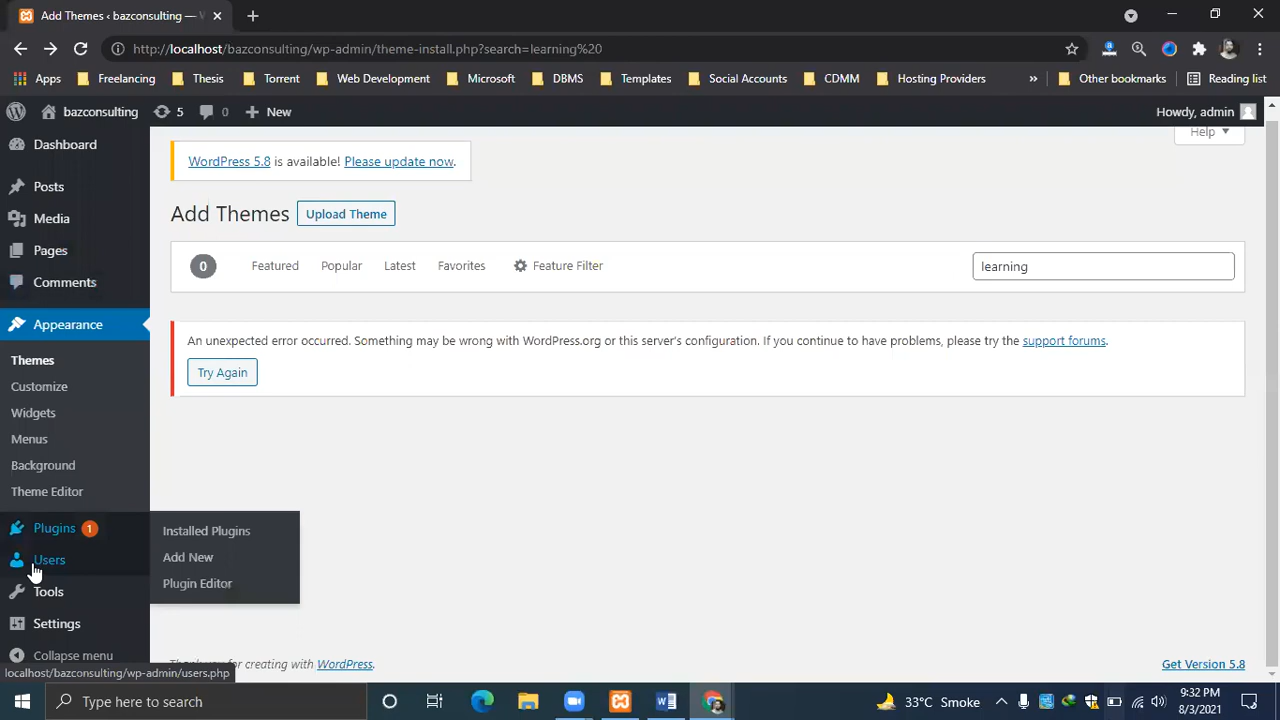 Add Themes ‹ bazconsulting — W
http://localhost/bazconsulting/wp-admin/theme-install.php?search=learning%20
Apps Freelancing Thesis Torrent Web Development Microsoft DBMS Templates Social Accounts CDMM Hosting Providers » Other bookmarks Reading list
bazconsulting 5 0 New Howdy, admin
Dashboard
Posts
Media
Pages
Comments
Appearance
Themes
Customize
Widgets
Menus
Background
Theme Editor
Plugins 1
Users
Tools
Settings
Collapse menu
Installed Plugins
Add New
Plugin Editor
Help
WordPress 5.8 is available! Please update now.
Add Themes Upload Theme
0 Featured Popular Latest Favorites Feature Filter learning
An unexpected error occurred. Something may be wrong with WordPress.org or this server's configuration. If you continue to have problems, please try the support forums.
Try Again
for creating with WordPress.
Get Version 5.8
localhost/bazconsulting/wp-admin/users.php
Type here to search
33°C Smoke
9:32 PM
8/3/2021